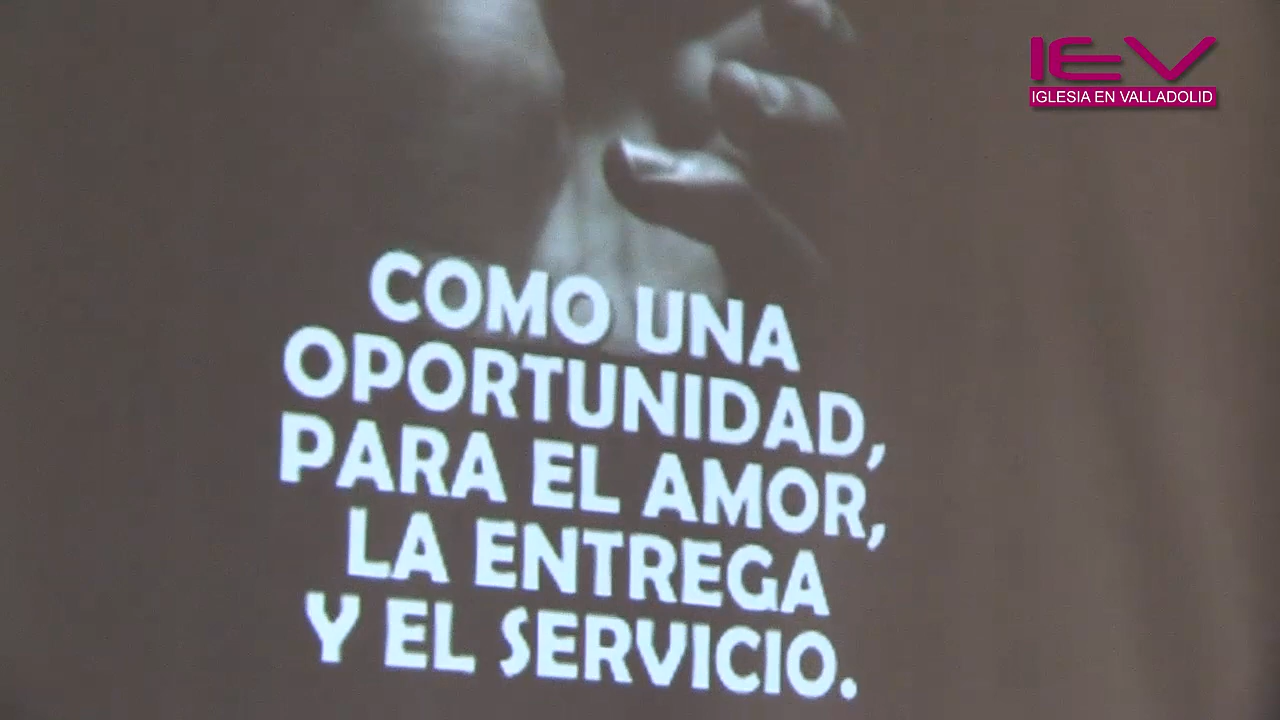 IEV
IGLESIA EN VALLADOLID
COMO UNA
OPORTUNIDAD,
PARA EL AMOR,
LA ENTREGA
Y EL SERVICIO.